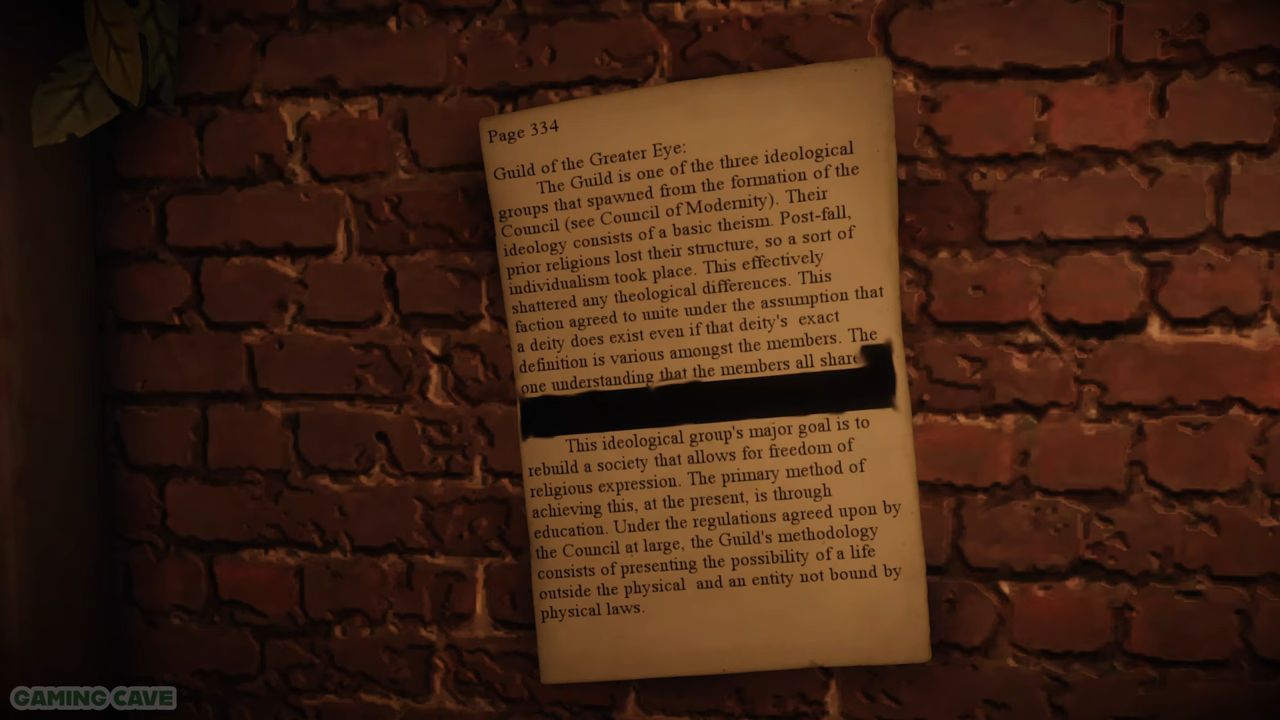 Page 334
Guild of the Greater Eye:
The Guild is one of the three ideological
groups that spawned from the formation of the
Council (see Council of Modernity). Their
ideology consists of a basic theism. Post-fall,
prior religions lost their structure, so a sort of
individualism took place. This effectively
shattered any theological differences. This
faction agreed to unite under the assumption that
a deity does exist even if that deity's exact
definition is various amongst the members. The
one understanding that the members all share
This ideological group's major goal is to
rebuild a society that allows for freedom of
religious expression. The primary method of
achieving this, at the present, is through
education. Under the regulations agreed upon by
the Council at large, the Guild's methodology
consists of presenting the possibility of a life
outside the physical and an entity not bound by
physical laws.
GAMING CAVE